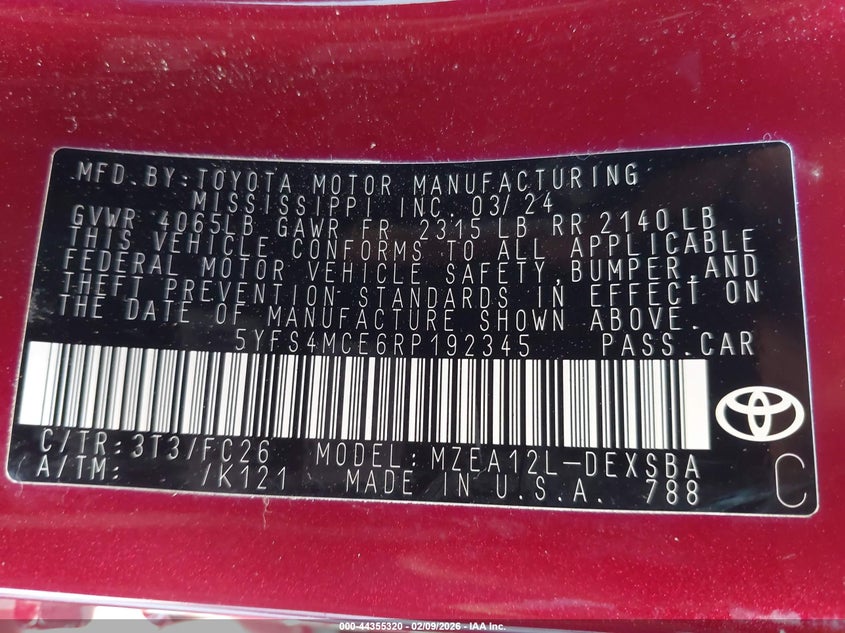 MFD. BY: TOYOTA MOTOR MANUFACTURING
MISSISSIPPI INC. 03/24
GVWR 4065LB GAWR FR 2315 LB RR 2140 LB
THIS VEHICLE CONFORMS TO ALL APPLICABLE
FEDERAL MOTOR VEHICLE SAFETY, BUMPER, AND
THEFT PREVENTION STANDARDS IN EFFECT ON
THE DATE OF MANUFACTURE SHOWN ABOVE.
5YFS4MCE6RP192345 PASS. CAR
C/TR: 3T3/FC26 MODEL: MZEA12L-DEXSBA
A/TM: /K121 MADE IN U.S.A. 788
C
000-44355320 - 02/09/2026 - IAA Inc.